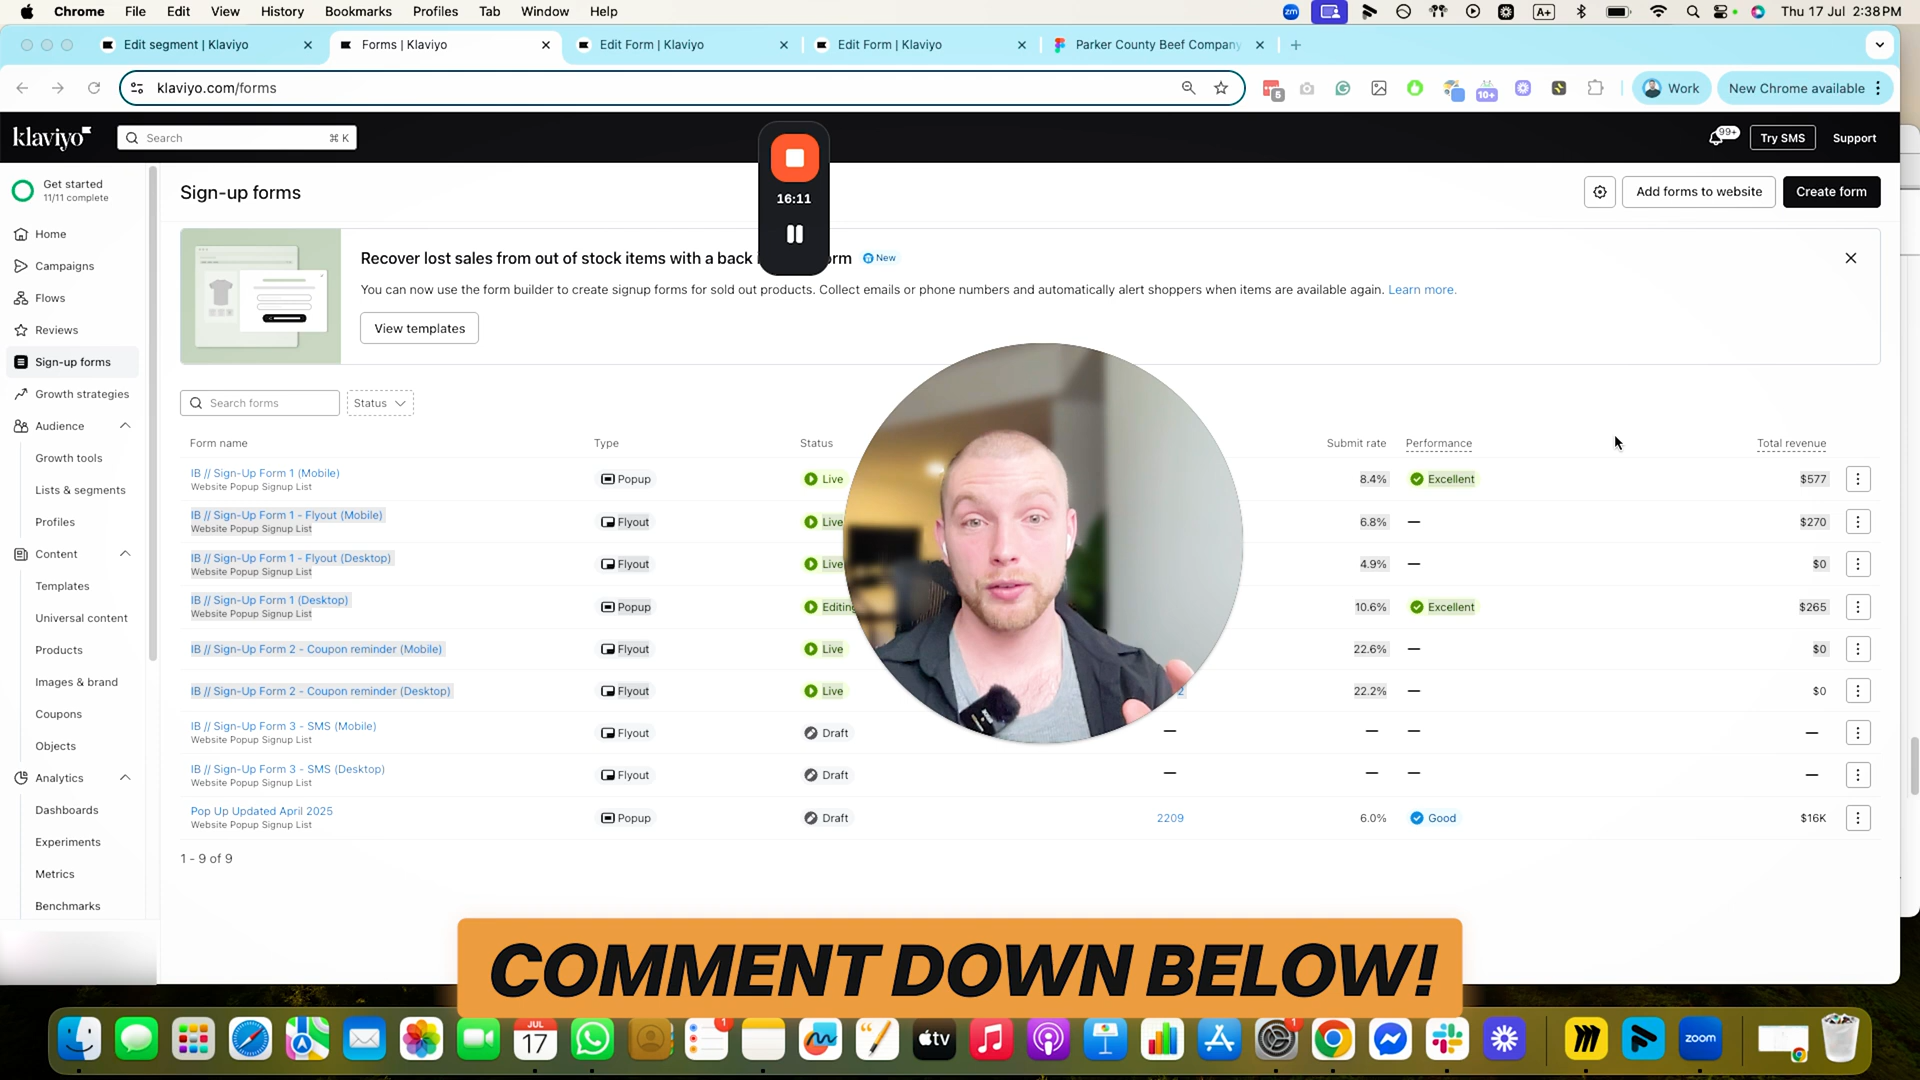 Chrome File Edit View History Bookmarks Profiles Tab Window Help
zm A+ Thu 17 Jul 2:38 PM
Edit segment | Klaviyo
Forms | Klaviyo
Edit Form | Klaviyo
Edit Form | Klaviyo
Parker County Beef Company
klaviyo.com/forms
5
10+
Work
New Chrome available
klaviyo
Search ⌘ K
99+
Try SMS
Support
16:11
Get started
11/11 complete
Home
Campaigns
Flows
Reviews
Sign-up forms
Growth strategies
Audience
Growth tools
Lists & segments
Profiles
Content
Templates
Universal content
Products
Images & brand
Coupons
Objects
Analytics
Dashboards
Experiments
Metrics
Benchmarks
Sign-up forms
Add forms to website
Create form
Recover lost sales from out of stock items with a back
New
You can now use the form builder to create signup forms for sold out products. Collect emails or phone numbers and automatically alert shoppers when items are available again. Learn more.
View templates
Search forms
Status
Form name Type Status Submit rate Performance Total revenue
IB // Sign-Up Form 1 (Mobile) Popup Live 8.4% Excellent $577
Website Popup Signup List
IB // Sign-Up Form 1 - Flyout (Mobile) Flyout Live 6.8% — $270
Website Popup Signup List
IB // Sign-Up Form 1 - Flyout (Desktop) Flyout Live 4.9% — $0
Website Popup Signup List
IB // Sign-Up Form 1 (Desktop) Popup Editing 10.6% Excellent $265
Website Popup Signup List
IB // Sign-Up Form 2 - Coupon reminder (Mobile) Flyout Live 22.6% — $0
IB // Sign-Up Form 2 - Coupon reminder (Desktop) Flyout Live 2 22.2% — $0
IB // Sign-Up Form 3 - SMS (Mobile) Flyout Draft — — — —
Website Popup Signup List
IB // Sign-Up Form 3 - SMS (Desktop) Flyout Draft — — — —
Website Popup Signup List
Pop Up Updated April 2025 Popup Draft 2209 6.0% Good $16K
Website Popup Signup List
1 - 9 of 9
COMMENT DOWN BELOW!
JUL
17
1
tv
1
zoom